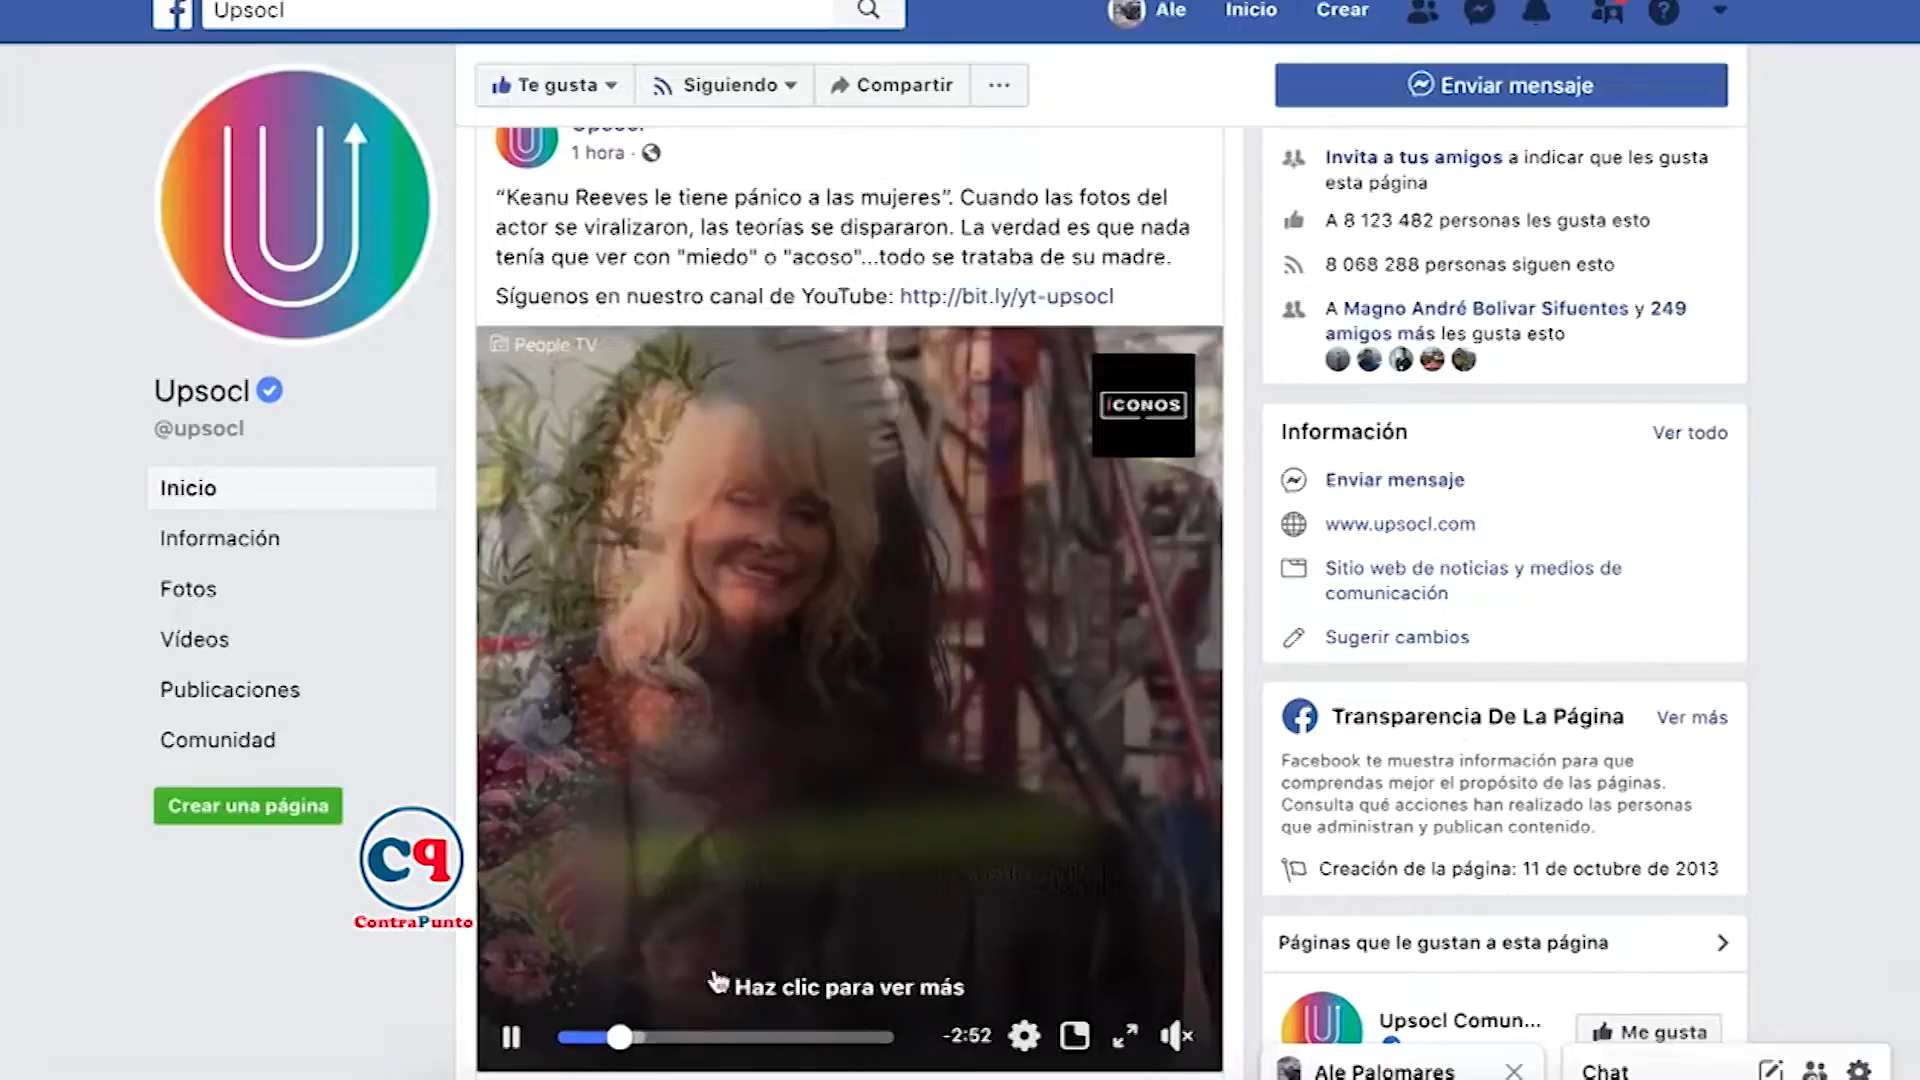 Upsocl
Ale
Inicio
Crear
Te gusta
Siguiendo
Compartir
Enviar mensaje
Upsocl
1 hora
“Keanu Reeves le tiene pánico a las mujeres”. Cuando las fotos del
actor se viralizaron, las teorías se dispararon. La verdad es que nada
tenía que ver con "miedo" o "acoso"...todo se trataba de su madre.
Síguenos en nuestro canal de YouTube: http://bit.ly/yt-upsocl
People TV
íCONOS
Haz clic para ver más
-2:52
Upsocl
@upsocl
Inicio
Información
Fotos
Vídeos
Publicaciones
Comunidad
Crear una página
CP
ContraPunto
Invita a tus amigos a indicar que les gusta
esta página
A 8 123 482 personas les gusta esto
8 068 288 personas siguen esto
A Magno André Bolivar Sifuentes y 249
amigos más les gusta esto
Información
Ver todo
Enviar mensaje
www.upsocl.com
Sitio web de noticias y medios de
comunicación
Sugerir cambios
Transparencia De La Página
Ver más
Facebook te muestra información para que
comprendas mejor el propósito de las páginas.
Consulta qué acciones han realizado las personas
que administran y publican contenido.
Creación de la página: 11 de octubre de 2013
Páginas que le gustan a esta página
Upsocl Comun...
Me gusta
Ale Palomares
Chat